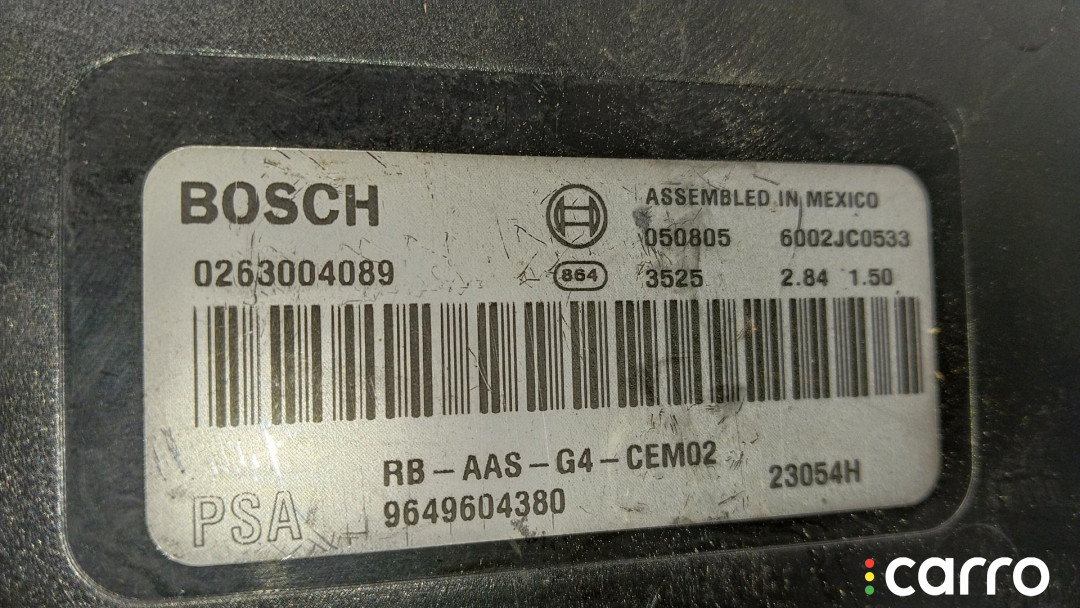 BOSCH
ASSEMBLED IN MEXICO
050805 6002JC0533
0263004089
864
3525 2.84 1.50
RB-AAS-G4-CEM02
23054H
PSA
9649604380
carro